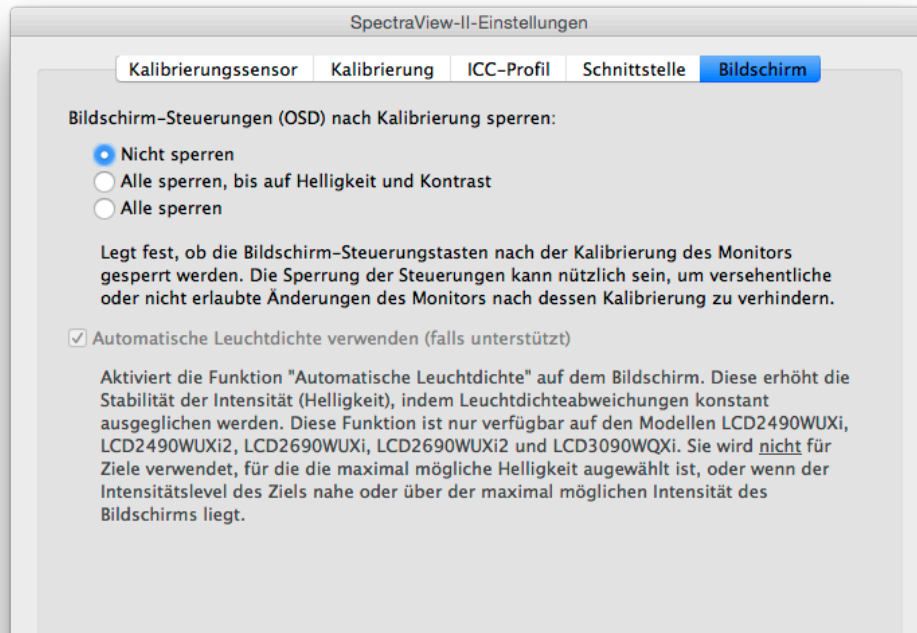 SpectraView-II-Einstellungen
Kalibrierungssensor Kalibrierung ICC-Profil Schnittstelle Bildschirm
Bildschirm-Steuerungen (OSD) nach Kalibrierung sperren:
Nicht sperren
Alle sperren, bis auf Helligkeit und Kontrast
Alle sperren
Legt fest, ob die Bildschirm-Steuerungstasten nach der Kalibrierung des Monitors
gesperrt werden. Die Sperrung der Steuerungen kann nützlich sein, um versehentliche
oder nicht erlaubte Änderungen des Monitors nach dessen Kalibrierung zu verhindern.
Automatische Leuchtdichte verwenden (falls unterstützt)
Aktiviert die Funktion "Automatische Leuchtdichte" auf dem Bildschirm. Diese erhöht die
Stabilität der Intensität (Helligkeit), indem Leuchtdichteabweichungen konstant
ausgeglichen werden. Diese Funktion ist nur verfügbar auf den Modellen LCD2490WUXi,
LCD2490WUXi2, LCD2690WUXi, LCD2690WUXi2 und LCD3090WQXi. Sie wird nicht für
Ziele verwendet, für die die maximal mögliche Helligkeit augewählt ist, oder wenn der
Intensitätslevel des Ziels nahe oder über der maximal möglichen Intensität des
Bildschirms liegt.